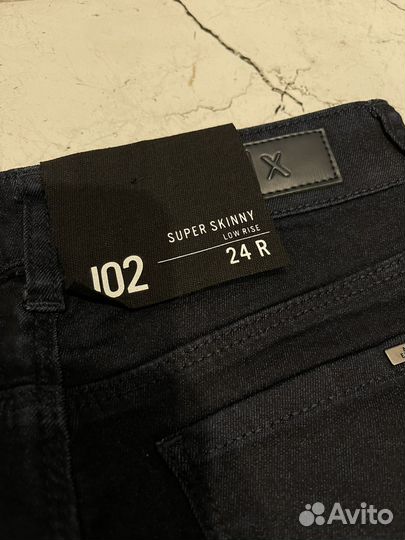 X
SUPER SKINNY
LOW RISE
24 R
J02
Avito